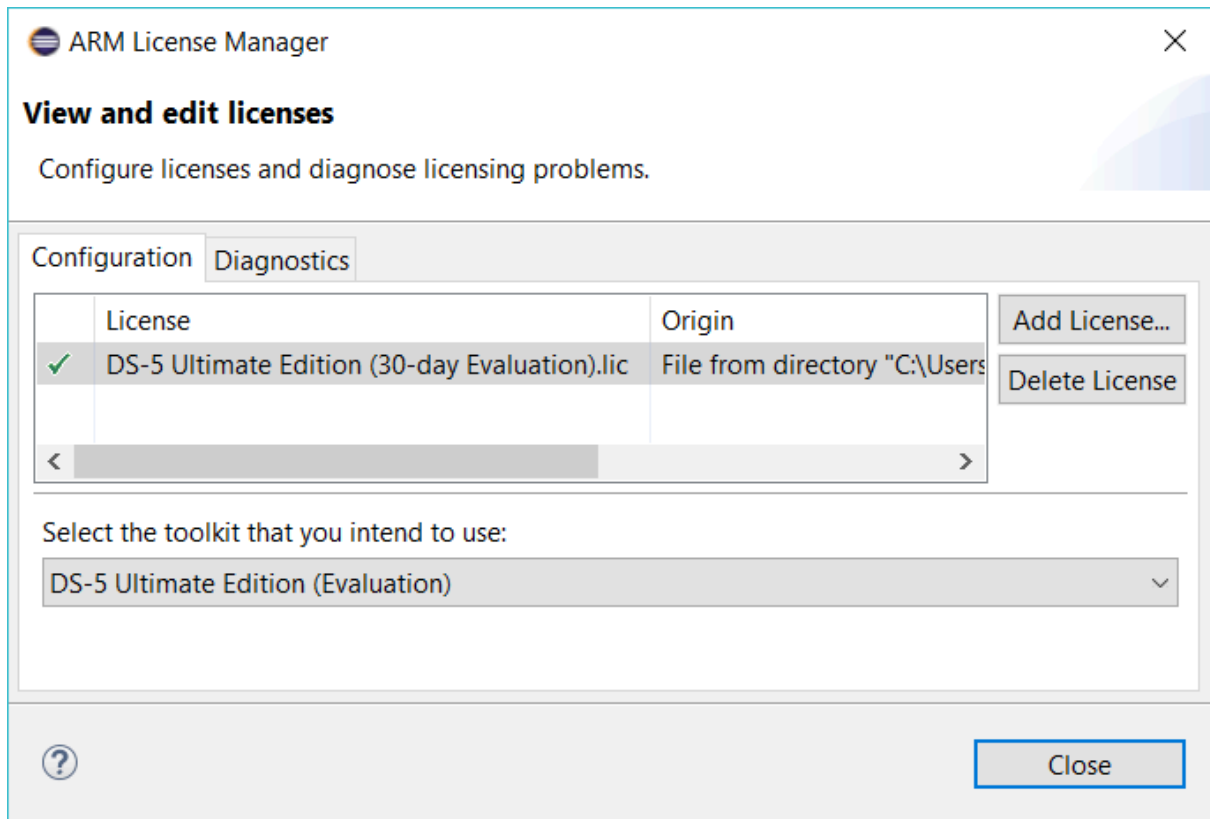 ARM License Manager
View and edit licenses
Configure licenses and diagnose licensing problems.
Configuration Diagnostics
License Origin Add License...
DS-5 Ultimate Edition (30-day Evaluation).lic File from directory "C:\Users
Delete License
Select the toolkit that you intend to use:
DS-5 Ultimate Edition (Evaluation)
? Close